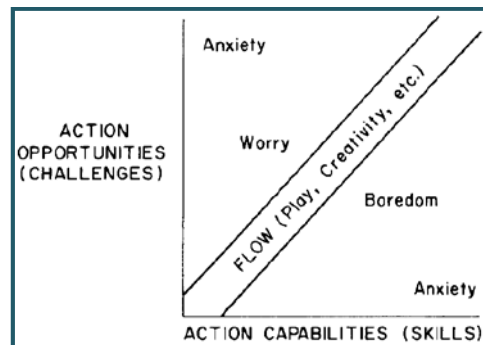 Anxiety
ACTION
OPPORTUNITIES
(CHALLENGES)
Worry
FLOW (Play, Creativity, etc.)
Boredom
Anxiety
ACTION CAPABILITIES (SKILLS)